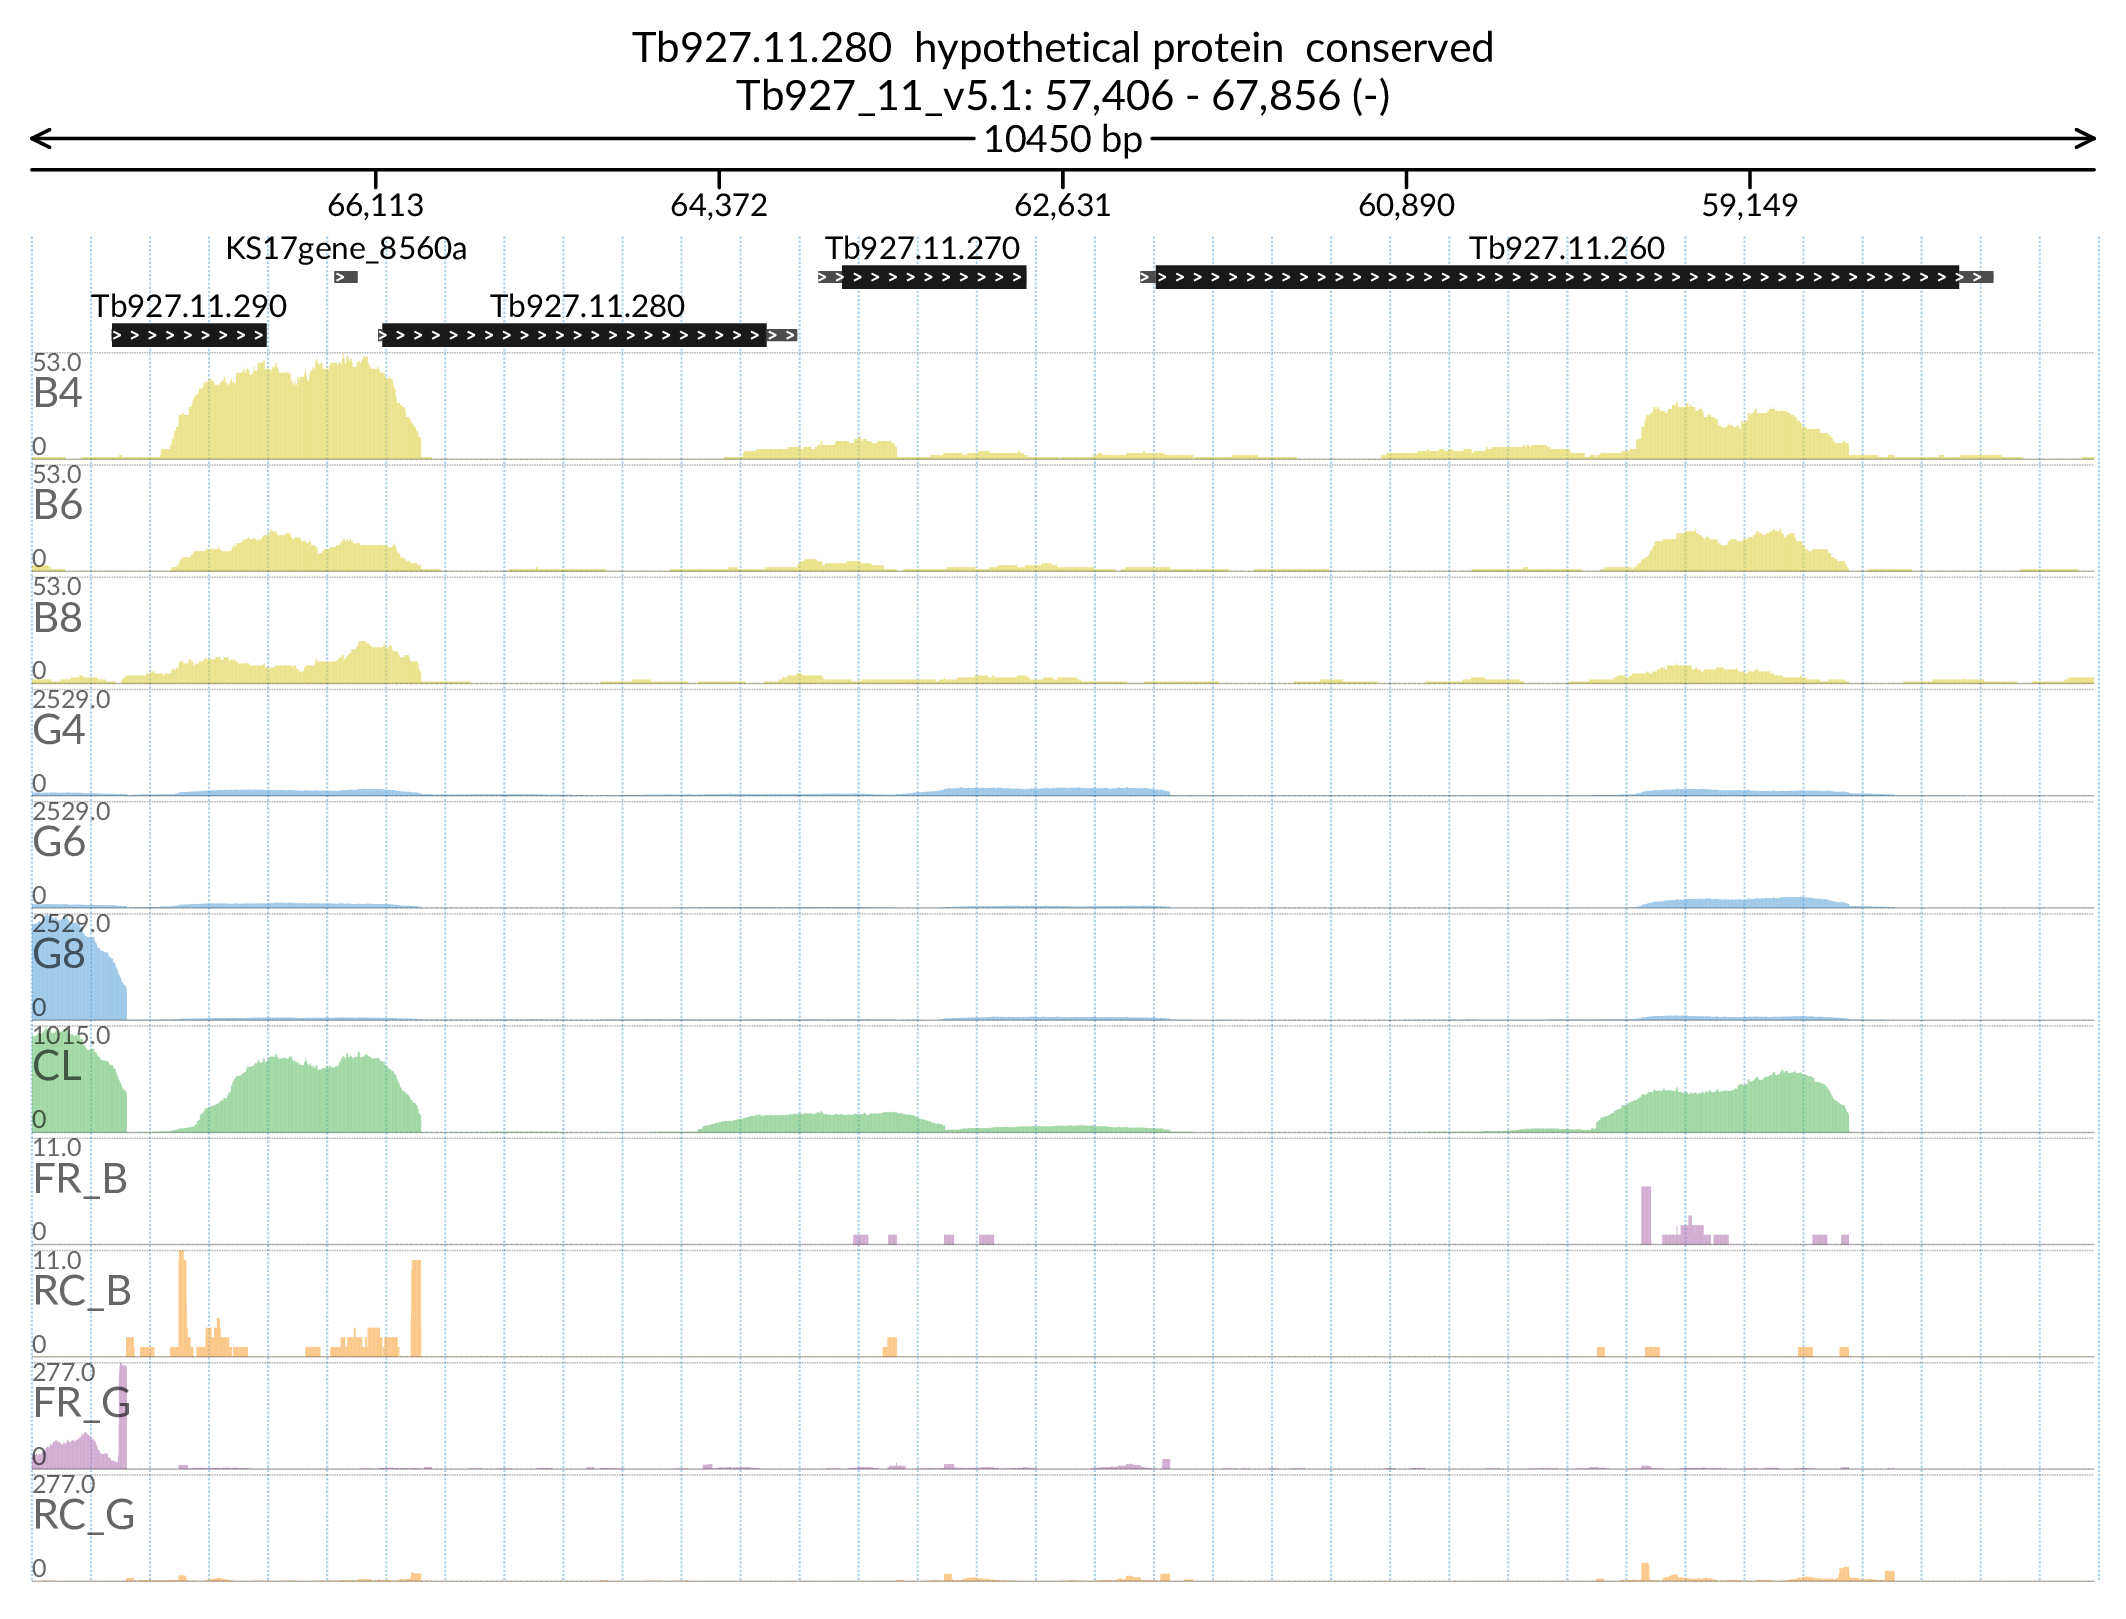 Tb927.11.280 hypothetical protein conserved
Tb927_11_v5.1: 57,406 - 67,856 (-)
10450 bp
66,113 64,372 62,631 60,890 59,149
KS17gene_8560a Tb927.11.270 Tb927.11.260
Tb927.11.290 Tb927.11.280
53.0
B4
0
53.0
B6
0
53.0
B8
0
2529.0
G4
0
2529.0
G6
0
2529.0
G8
0
1015.0
CL
0
11.0
FR_B
0
11.0
RC_B
0
277.0
FR_G
0
277.0
RC_G
0